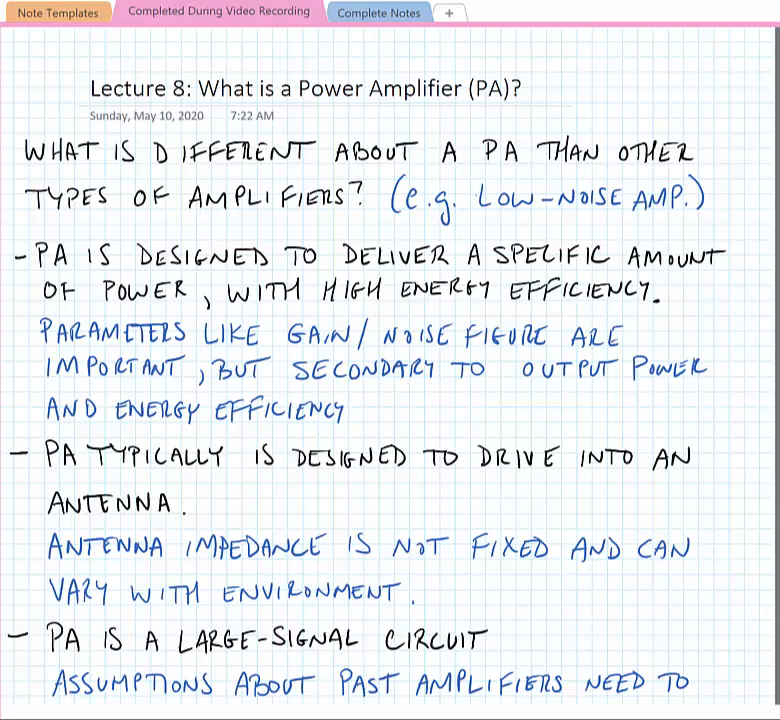 Note Templates
Completed During Video Recording
Complete Notes
+
Lecture 8: What is a Power Amplifier (PA)?
Sunday, May 10, 2020 7:22 AM
WHAT IS DIFFERENT ABOUT A PA THAN OTHER
TYPES OF AMPLIFIERS? (e.g. LOW-NOISE AMP.)
- PA IS DESIGNED TO DELIVER A SPECIFIC AMOUNT
OF POWER, WITH HIGH ENERGY EFFICIENCY.
PARAMETERS LIKE GAIN/NOISE FIGURE ARE
IMPORTANT, BUT SECONDARY TO OUTPUT POWER
AND ENERGY EFFICIENCY
- PA TYPICALLY IS DESIGNED TO DRIVE INTO AN
ANTENNA.
ANTENNA IMPEDANCE IS NOT FIXED AND CAN
VARY WITH ENVIRONMENT.
- PA IS A LARGE-SIGNAL CIRCUIT
ASSUMPTIONS ABOUT PAST AMPLIFIERS NEED TO